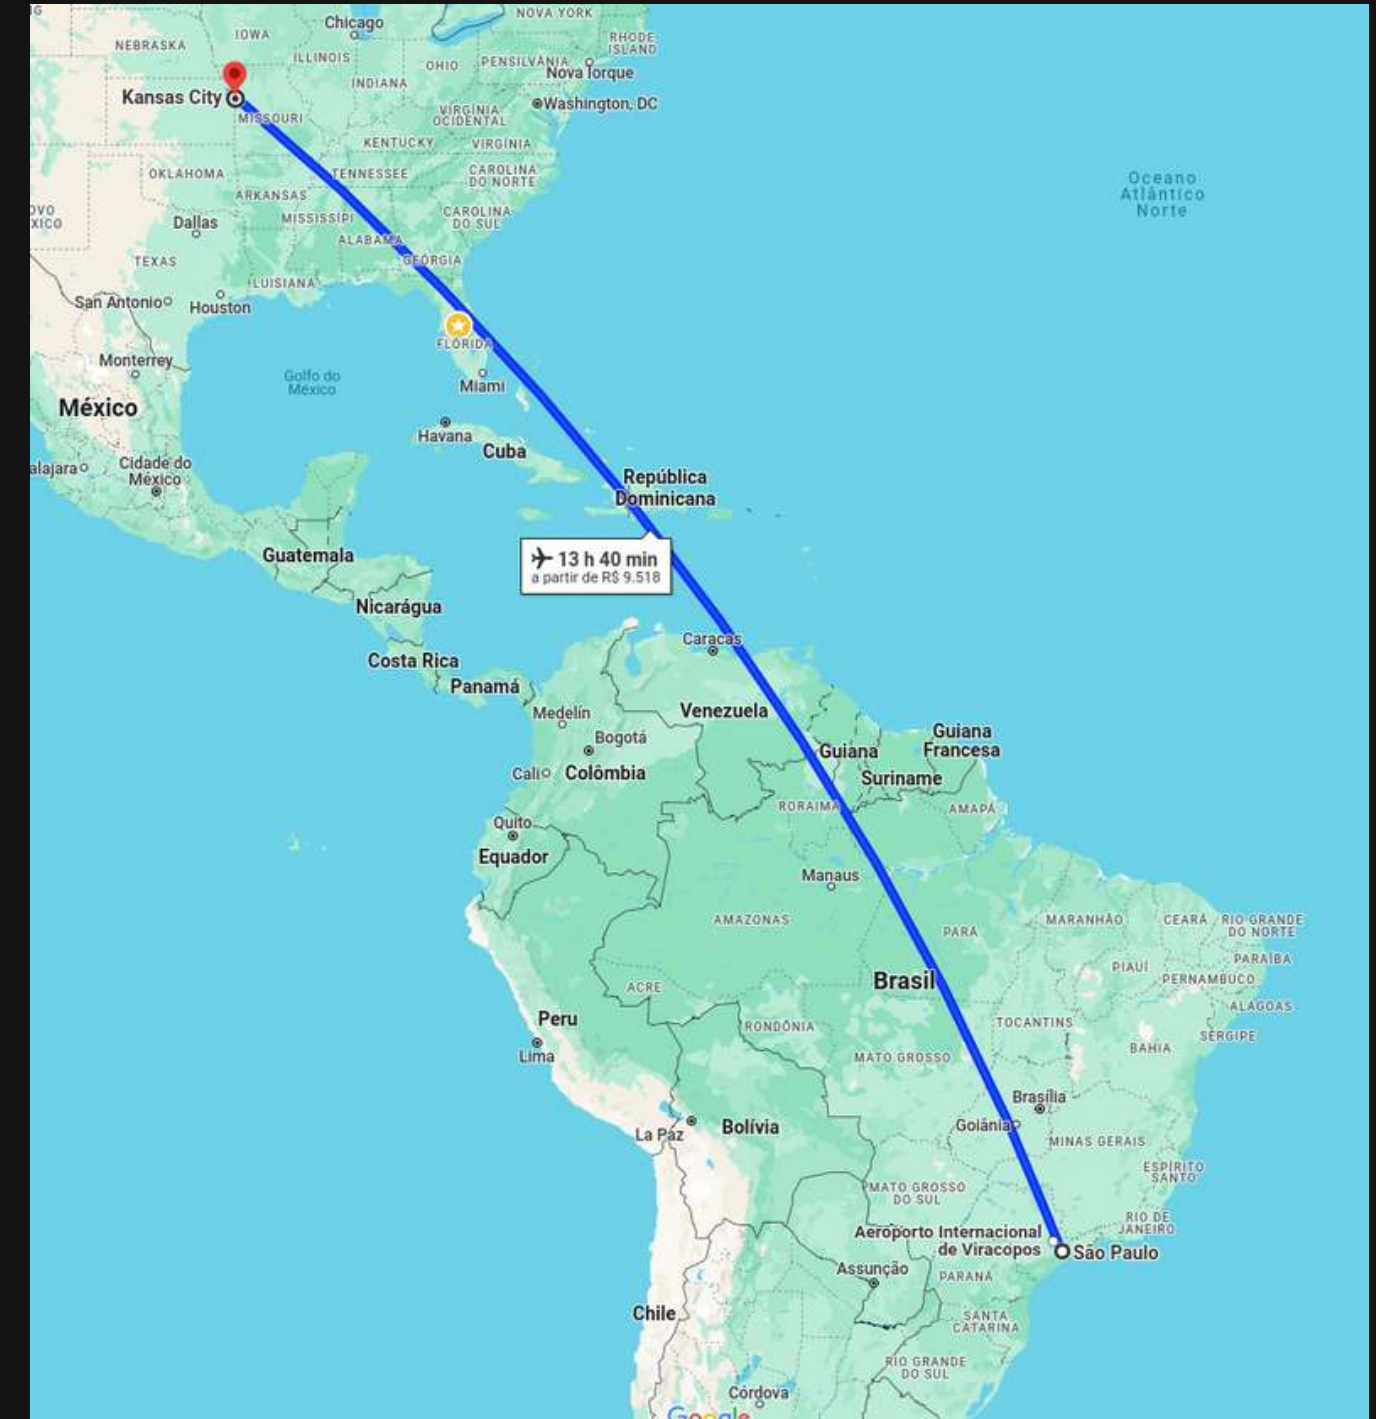 NOVA YORK
Chicago
IOWA
NEBRASKA
RHODE
ISLAND
ILLINOIS
OHIO
PENSILVÂNIA
Nova Iorque
INDIANA
Kansas City
Washington, DC
MISSOURI
VIRGÍNIA
OCIDENTAL
KENTUCKY
VIRGÍNIA
OKLAHOMA
TENNESSEE
CAROLINA
DO NORTE
Oceano
Atlântico
Norte
ARKANSAS
OVO
XICO
Dallas
MISSISSIPI
CAROLINA
DO SUL
ALABAMA
GEÓRGIA
TEXAS
LUISIANA
San Antonio
Houston
FLÓRIDA
Monterrey
Golfo do
México
Miami
México
Havana
Cuba
alajara
Cidade do
México
República
Dominicana
Guatemala
13 h 40 min
a partir de R$ 9.518
Nicarágua
Caracas
Costa Rica
Panamá
Medelín
Venezuela
Bogotá
Guiana
Guiana
Francesa
Cali
Colômbia
Suriname
RORAIMA
AMAPÁ
Quito
Equador
Manaus
AMAZONAS
PARÁ
MARANHÃO
CEARÁ
RIO GRANDE
DO NORTE
PARAÍBA
PIAUÍ
PERNAMBUCO
Brasil
ACRE
ALAGOAS
Peru
RONDÔNIA
TOCANTINS
SERGIPE
Lima
MATO GROSSO
BAHIA
Brasília
La Paz
Bolívia
Goiânia
MINAS GERAIS
ESPÍRITO
SANTO
MATO GROSSO
DO SUL
RIO DE
JANEIRO
Aeroporto Internacional
de Viracopos
São Paulo
Assunção
PARANÁ
Chile
SANTA
CATARINA
RIO GRANDE
DO SUL
Córdova
Google